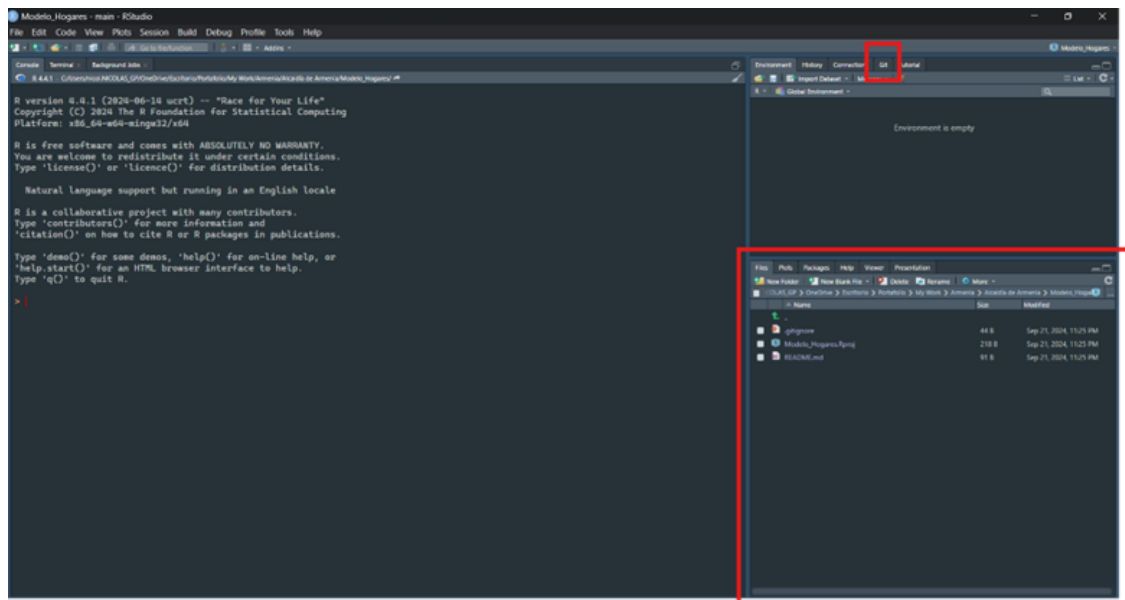 Modelo_Hogares - main - RStudio
File Edit Code View Plots Session Build Debug Profile Tools Help
Go to file/function
Addins
Modelo_Hogares
Console Terminal Background Jobs
R 4.4.1
R version 4.4.1 (2024-06-14 ucrt) -- "Race for Your Life"
Copyright (C) 2024 The R Foundation for Statistical Computing
Platform: x86_64-w64-mingw32/x64
R is free software and comes with ABSOLUTELY NO WARRANTY.
You are welcome to redistribute it under certain conditions.
Type 'license()' or 'licence()' for distribution details.
Natural language support but running in an English locale
R is a collaborative project with many contributors.
Type 'contributors()' for more information and
'citation()' on how to cite R or R packages in publications.
Type 'demo()' for some demos, 'help()' for on-line help, or
'help.start()' for an HTML browser interface to help.
Type 'q()' to quit R.
>
Environment History Connections Git Tutorial
Import Dataset List
R Global Environment
Environment is empty
Files Plots Packages Help Viewer Presentation
New Folder New Blank File Delete Rename More
OneDrive > Escritorio > Portafolio > My Work > Armenia > Alcaldía de Armenia >
Name Size Modified
..
.gitignore 44 B Sep 21, 2024, 11:25 PM
Modelo_Hogares.Rproj 218 B Sep 21, 2024, 11:25 PM
README.md 91 B Sep 21, 2024, 11:25 PM